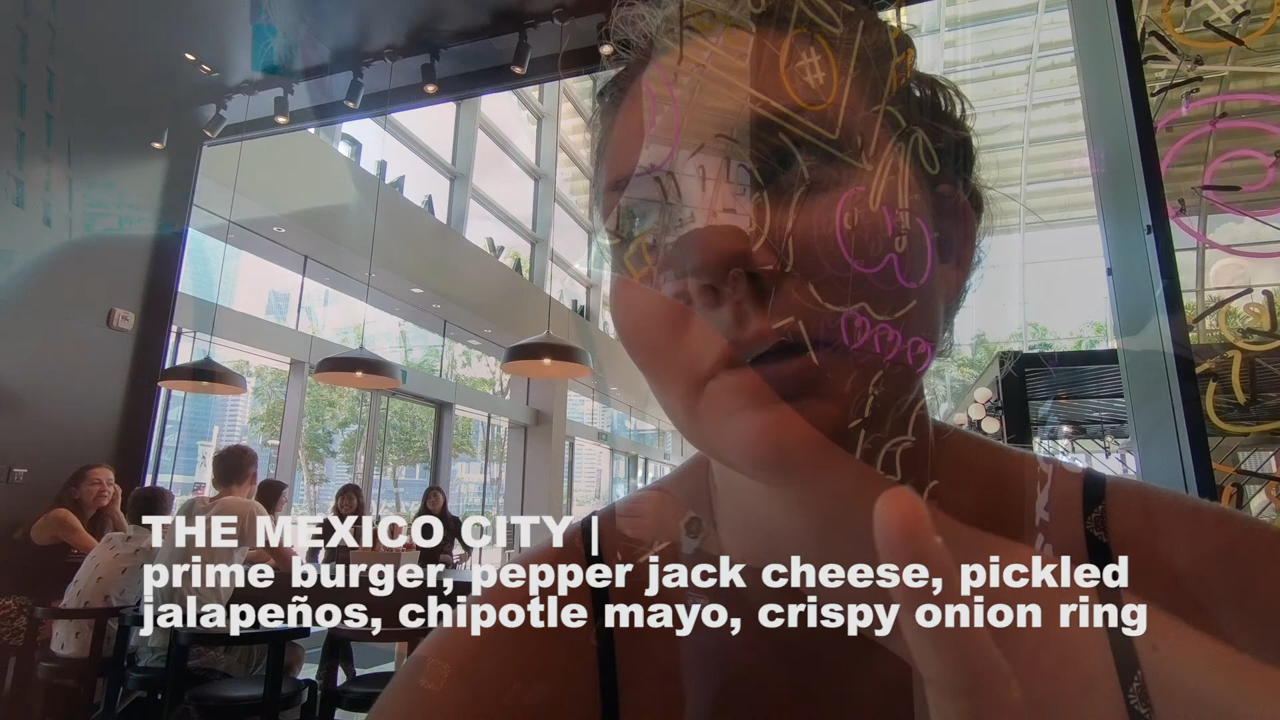 THE MEXICO CITY |
prime burger, pepper jack cheese, pickled
jalapeños, chipotle mayo, crispy onion ring